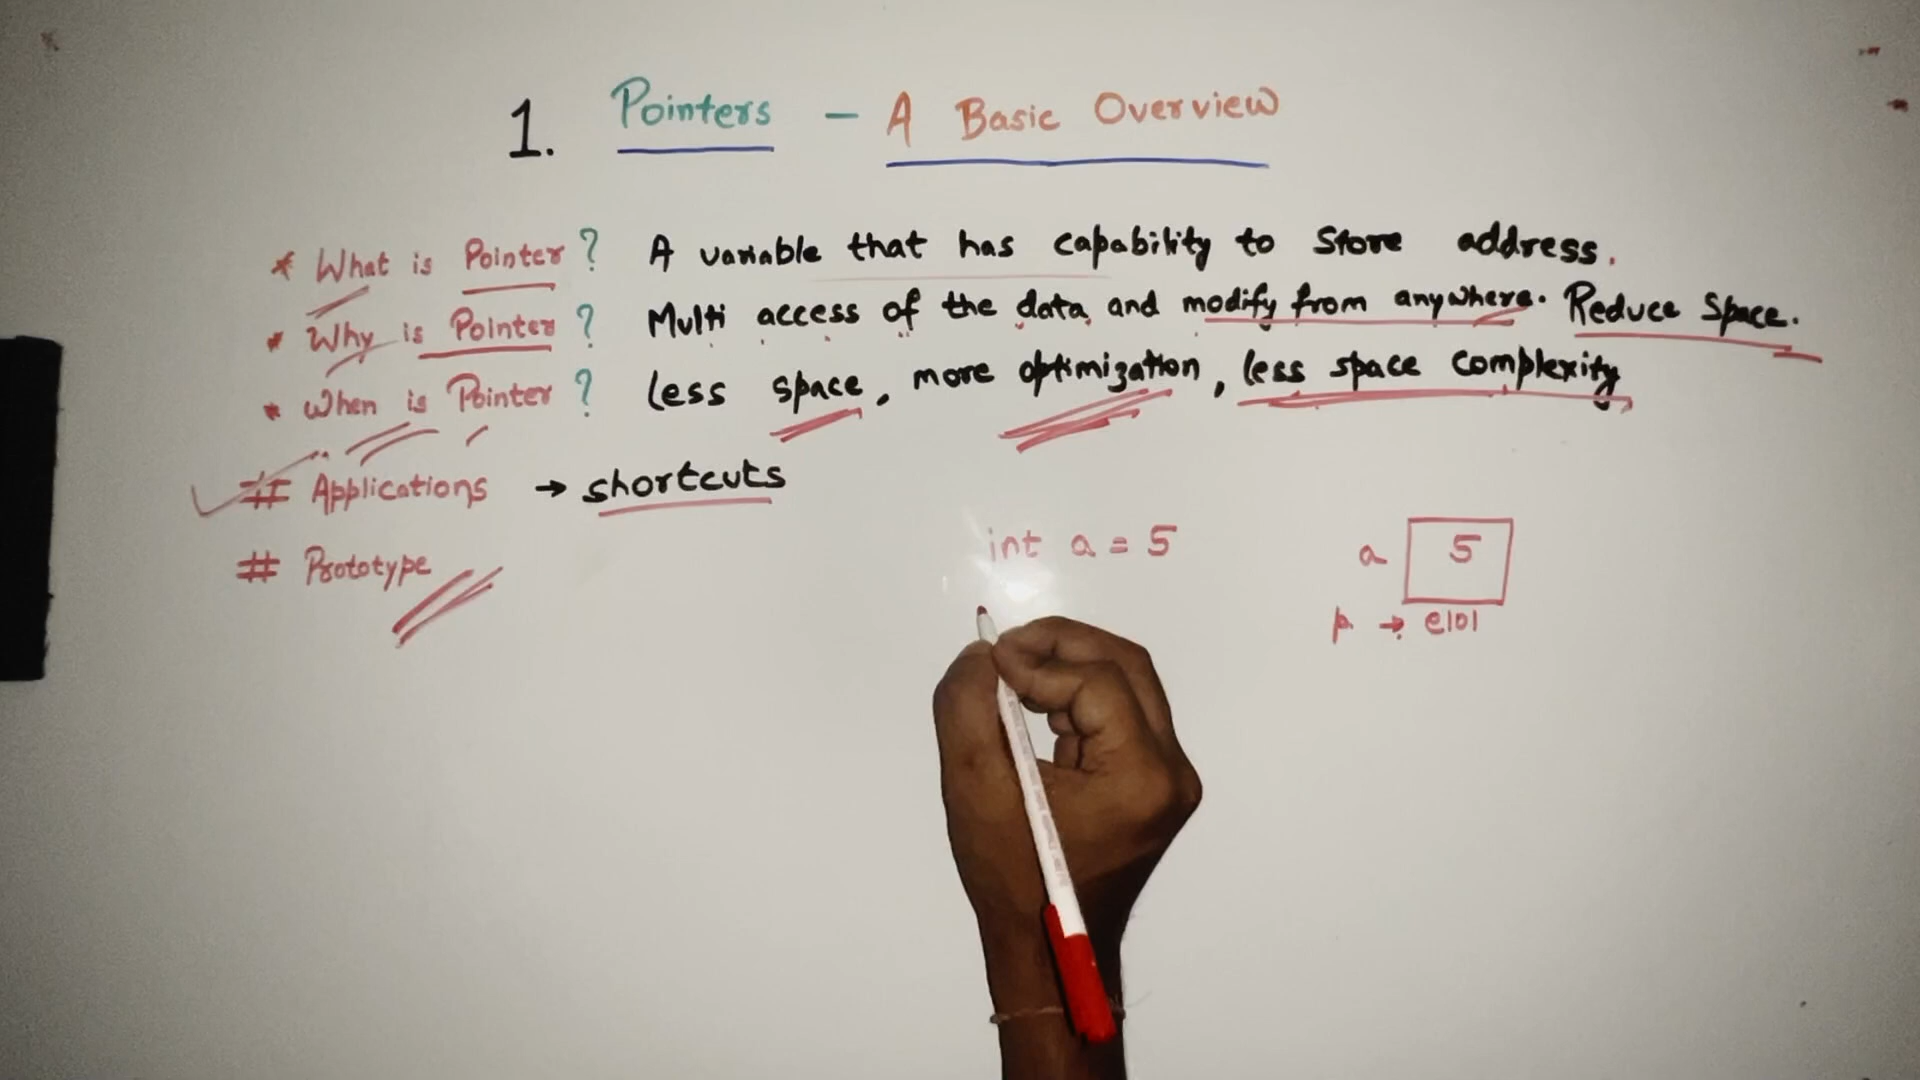 1. Pointers - A Basic Overview
* What is Pointer? A variable that has capability to store address.
* Why is Pointer? Multi access of the data and modify from anywhere. Reduce Space.
* When is Pointer? less space, more optimization, less space complexity
# Applications → shortcuts
# Prototype
int a = 5
a 5
p. → e101